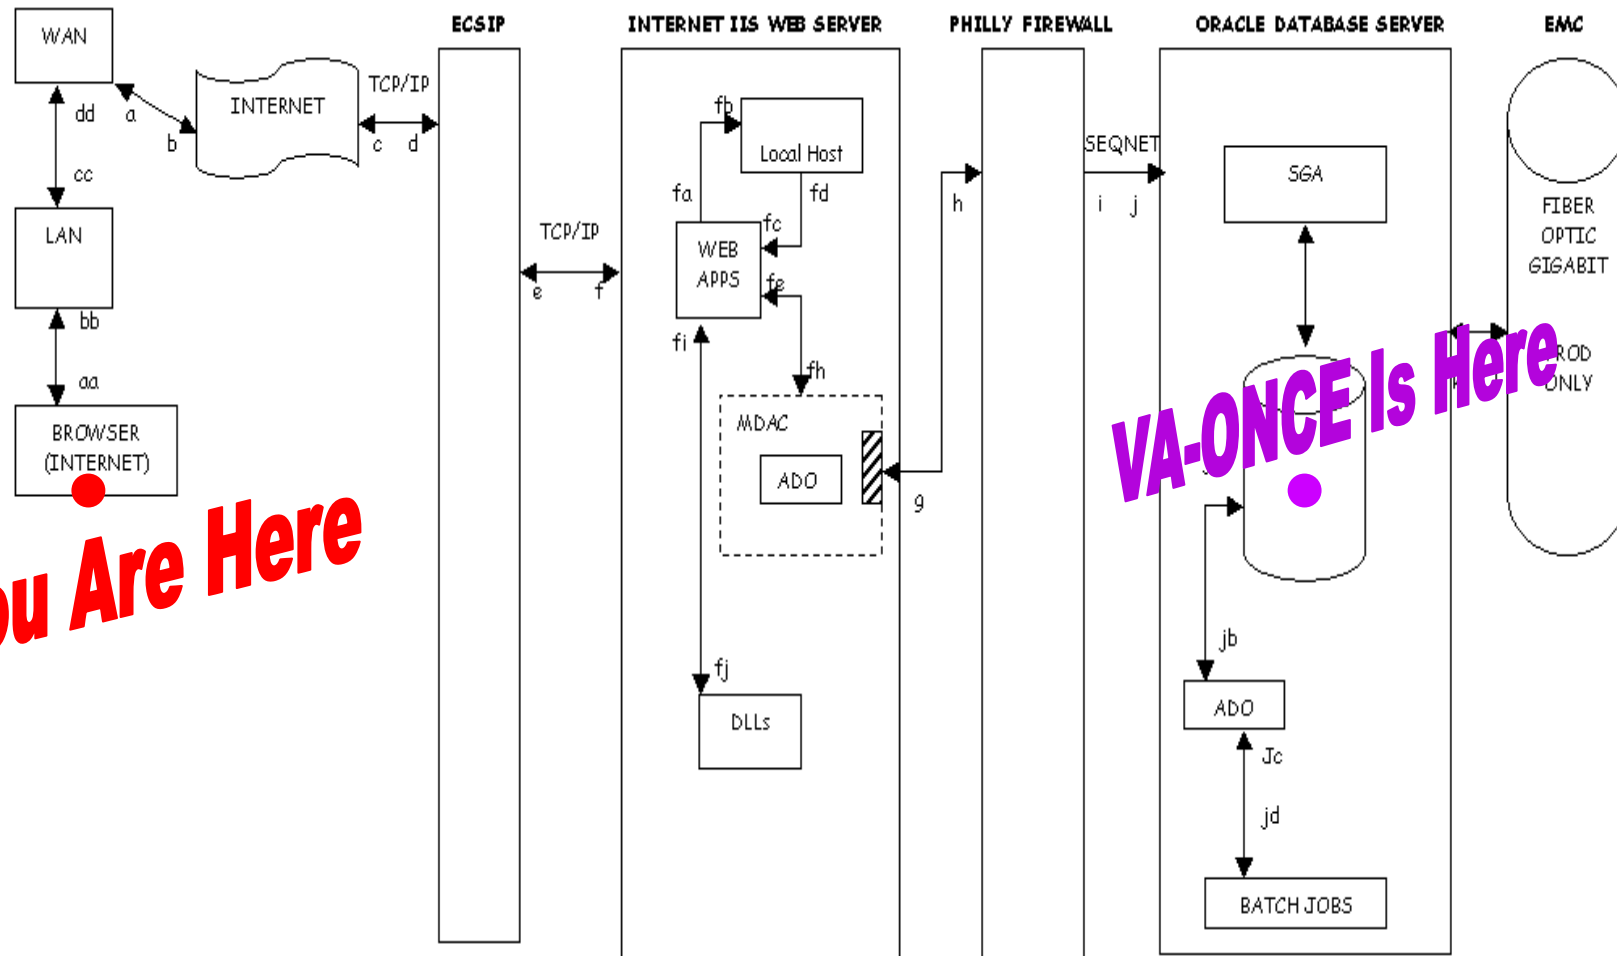 ECSIP
INTERNET IIS WEB SERVER
PHILLY FIREWALL
ORACLE DATABASE SERVER
EMC
WAN
dd
a
b
cc
LAN
bb
aa
BROWSER
(INTERNET)
Are Here
INTERNET
TCP/IP
c
d
TCP/IP
e
f
fb
Local Host
fa
fd
fc
WEB
APPS
fe
fi
fh
MDAC
ADO
g
fj
DLLs
h
SEQNET
i
j
SGA
VA-ONCE Is Here
jb
ADO
Jc
jd
BATCH JOBS
FIBER
OPTIC
GIGABIT
ONLY